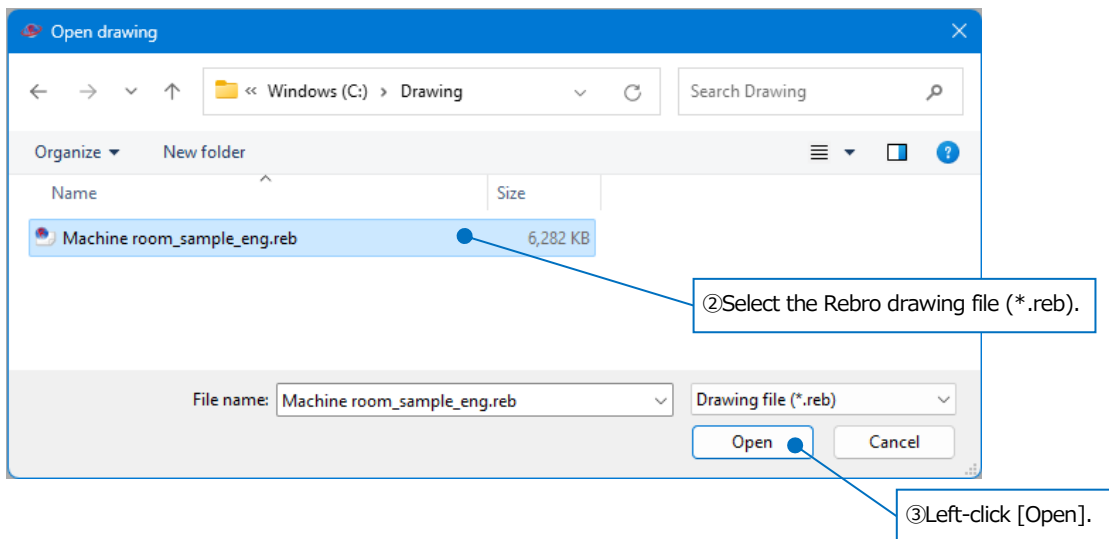 Open drawing
« Windows (C:) › Drawing
Search Drawing
Organize
New folder
Name
Size
Machine room_sample_eng.reb
6,282 KB
②Select the Rebro drawing file (*.reb).
File name:
Machine room_sample_eng.reb
Drawing file (*.reb)
Open
Cancel
③Left-click [Open].